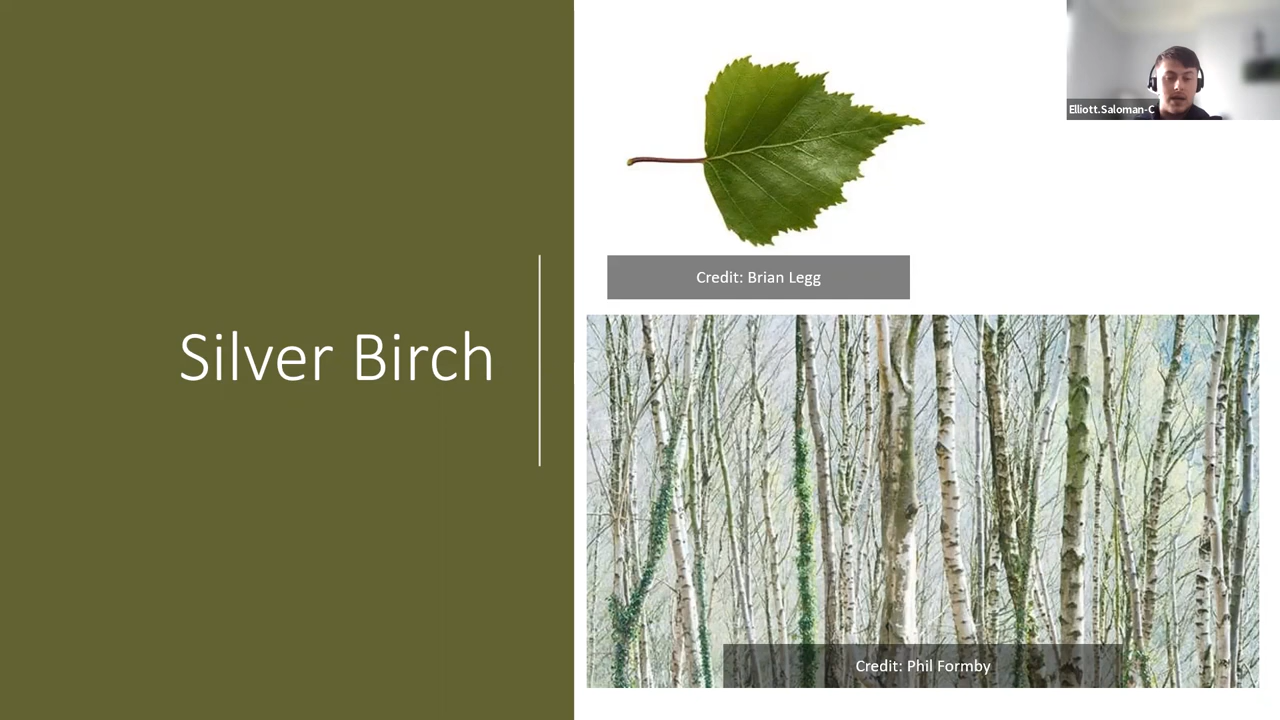 Elliott.Saloman-C
Credit: Brian Legg
Silver Birch
Credit: Phil Formby